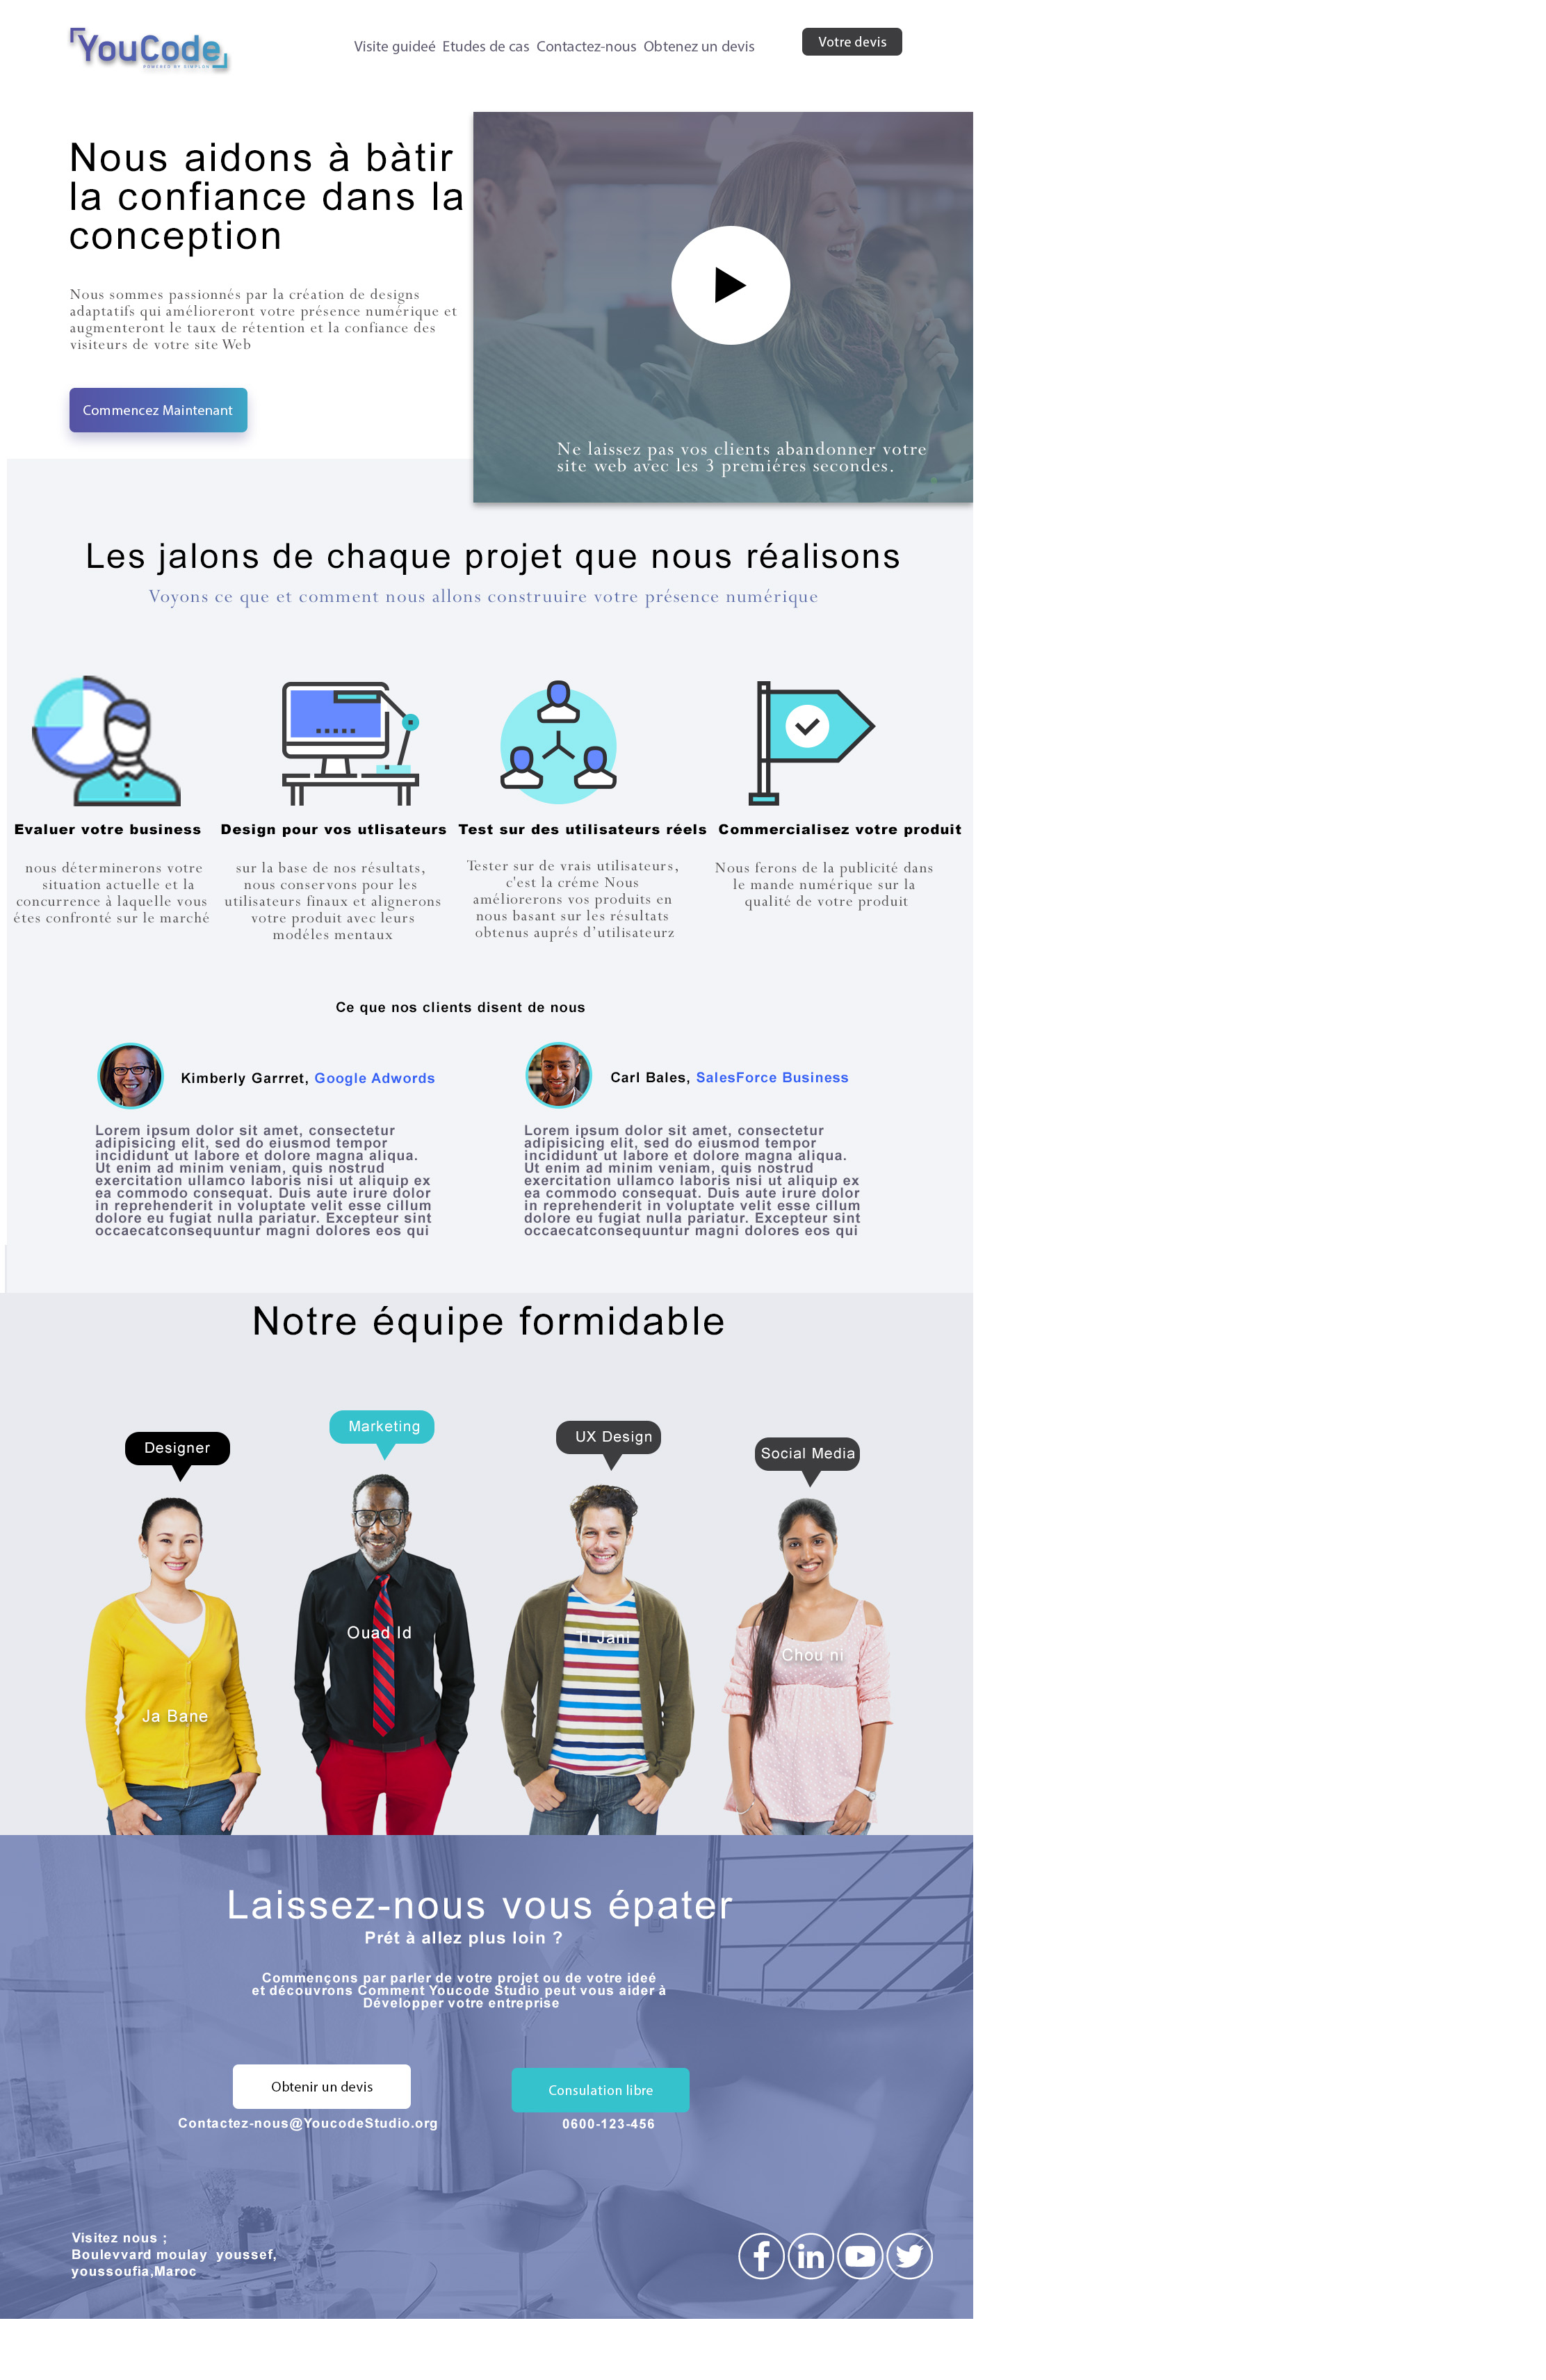 YouCode
POWERED BY SIMPLON
Visite guideé Etudes de cas Contactez-nous Obtenez un devis
Votre devis
Nous aidons à bàtir
la confiance dans la
conception
Nous sommes passionnés par la création de designs
adaptatifs qui amélioreront votre présence numérique et
augmenteront le taux de rétention et la confiance des
visiteurs de votre site Web
Commencez Maintenant
Ne laissez pas vos clients abandonner votre
site web avec les 3 premiéres secondes.
Les jalons de chaque projet que nous réalisons
Voyons ce que et comment nous allons construuire votre présence numérique
Evaluer votre business
nous déterminerons votre
situation actuelle et la
concurrence à laquelle vous
étes confronté sur le marché
Design pour vos utlisateurs
sur la base de nos résultats,
nous conservons pour les
utilisateurs finaux et alignerons
votre produit avec leurs
modéles mentaux
Test sur des utilisateurs réels
Tester sur de vrais utilisateurs,
c'est la créme Nous
améliorerons vos produits en
nous basant sur les résultats
obtenus auprés d'utilisateurz
Commercialisez votre produit
Nous ferons de la publicité dans
le mande numérique sur la
qualité de votre produit
Ce que nos clients disent de nous
Kimberly Garrret, Google Adwords
Lorem ipsum dolor sit amet, consectetur
adipisicing elit, sed do eiusmod tempor
incididunt ut labore et dolore magna aliqua.
Ut enim ad minim veniam, quis nostrud
exercitation ullamco laboris nisi ut aliquip ex
ea commodo consequat. Duis aute irure dolor
in reprehenderit in voluptate velit esse cillum
dolore eu fugiat nulla pariatur. Excepteur sint
occaecatconsequuntur magni dolores eos qui
Carl Bales, SalesForce Business
Lorem ipsum dolor sit amet, consectetur
adipisicing elit, sed do eiusmod tempor
incididunt ut labore et dolore magna aliqua.
Ut enim ad minim veniam, quis nostrud
exercitation ullamco laboris nisi ut aliquip ex
ea commodo consequat. Duis aute irure dolor
in reprehenderit in voluptate velit esse cillum
dolore eu fugiat nulla pariatur. Excepteur sint
occaecatconsequuntur magni dolores eos qui
Notre équipe formidable
Designer
Marketing
UX Design
Social Media
Ja Bane
Ouad Id
Ti Jani
Chou ni
Laissez-nous vous épater
Prét à allez plus loin ?
Commençons par parler de votre projet ou de votre ideé
et découvrons Comment Youcode Studio peut vous aider à
Développer votre entreprise
Obtenir un devis
Consulation libre
Contactez-nous@YoucodeStudio.org
0600-123-456
Visitez nous ;
Boulevvard moulay youssef,
youssoufia,Maroc